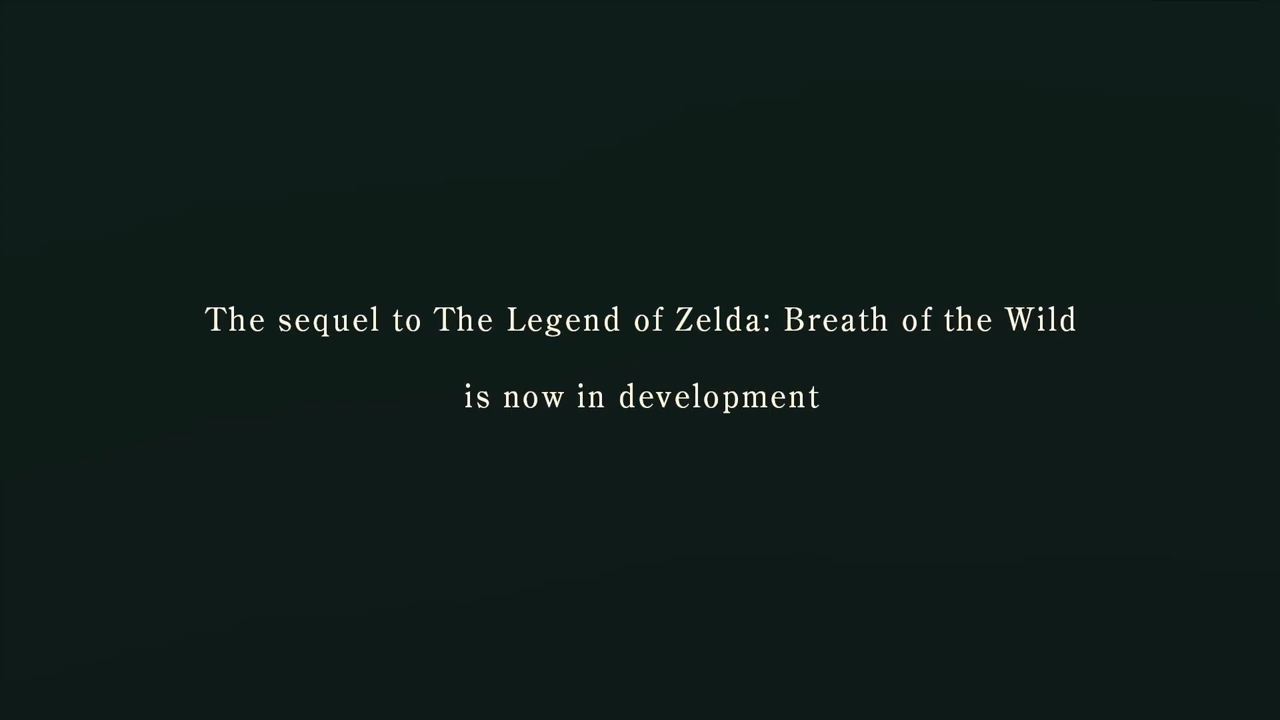 The sequel to The Legend of Zelda: Breath of the Wild
is now in development